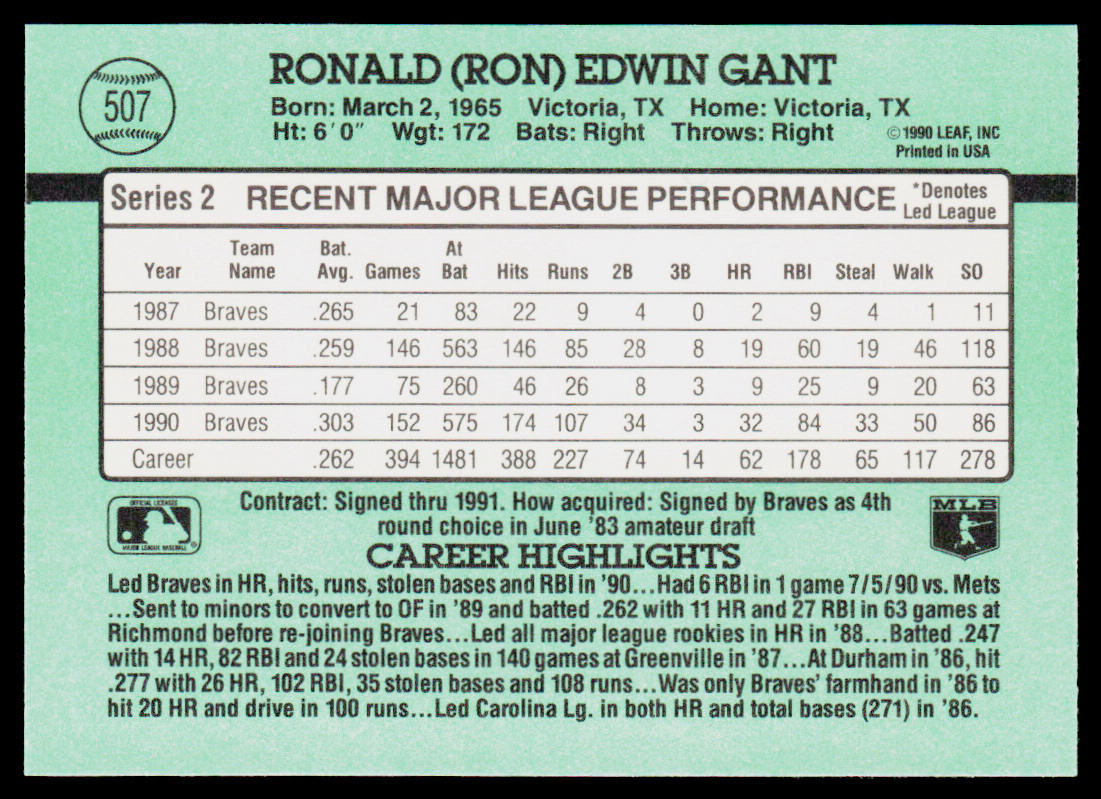 507
RONALD (RON) EDWIN GANT
Born: March 2, 1965 Victoria, TX Home: Victoria, TX
Ht: 6'0" Wgt: 172 Bats: Right Throws: Right
©1990 LEAF, INC
Printed in USA
Series 2 RECENT MAJOR LEAGUE PERFORMANCE *Denotes Led League
Year Team Name Bat. Avg. Games At Bat Hits Runs 2B 3B HR RBI Steal Walk SO
1987 Braves .265 21 83 22 9 4 0 2 9 4 1 11
1988 Braves .259 146 563 146 85 28 8 19 60 19 46 118
1989 Braves .177 75 260 46 26 8 3 9 25 9 20 63
1990 Braves .303 152 575 174 107 34 3 32 84 33 50 86
Career .262 394 1481 388 227 74 14 62 178 65 117 278
OFFICIAL LICENSEE
MAJOR LEAGUE BASEBALL
Contract: Signed thru 1991. How acquired: Signed by Braves as 4th
round choice in June '83 amateur draft
MLB
CAREER HIGHLIGHTS
Led Braves in HR, hits, runs, stolen bases and RBI in '90...Had 6 RBI in 1 game 7/5/90 vs. Mets
...Sent to minors to convert to OF in '89 and batted .262 with 11 HR and 27 RBI in 63 games at
Richmond before re-joining Braves...Led all major league rookies in HR in '88...Batted .247
with 14 HR, 82 RBI and 24 stolen bases in 140 games at Greenville in '87...At Durham in '86, hit
.277 with 26 HR, 102 RBI, 35 stolen bases and 108 runs...Was only Braves' farmhand in '86 to
hit 20 HR and drive in 100 runs...Led Carolina Lg. in both HR and total bases (271) in '86.